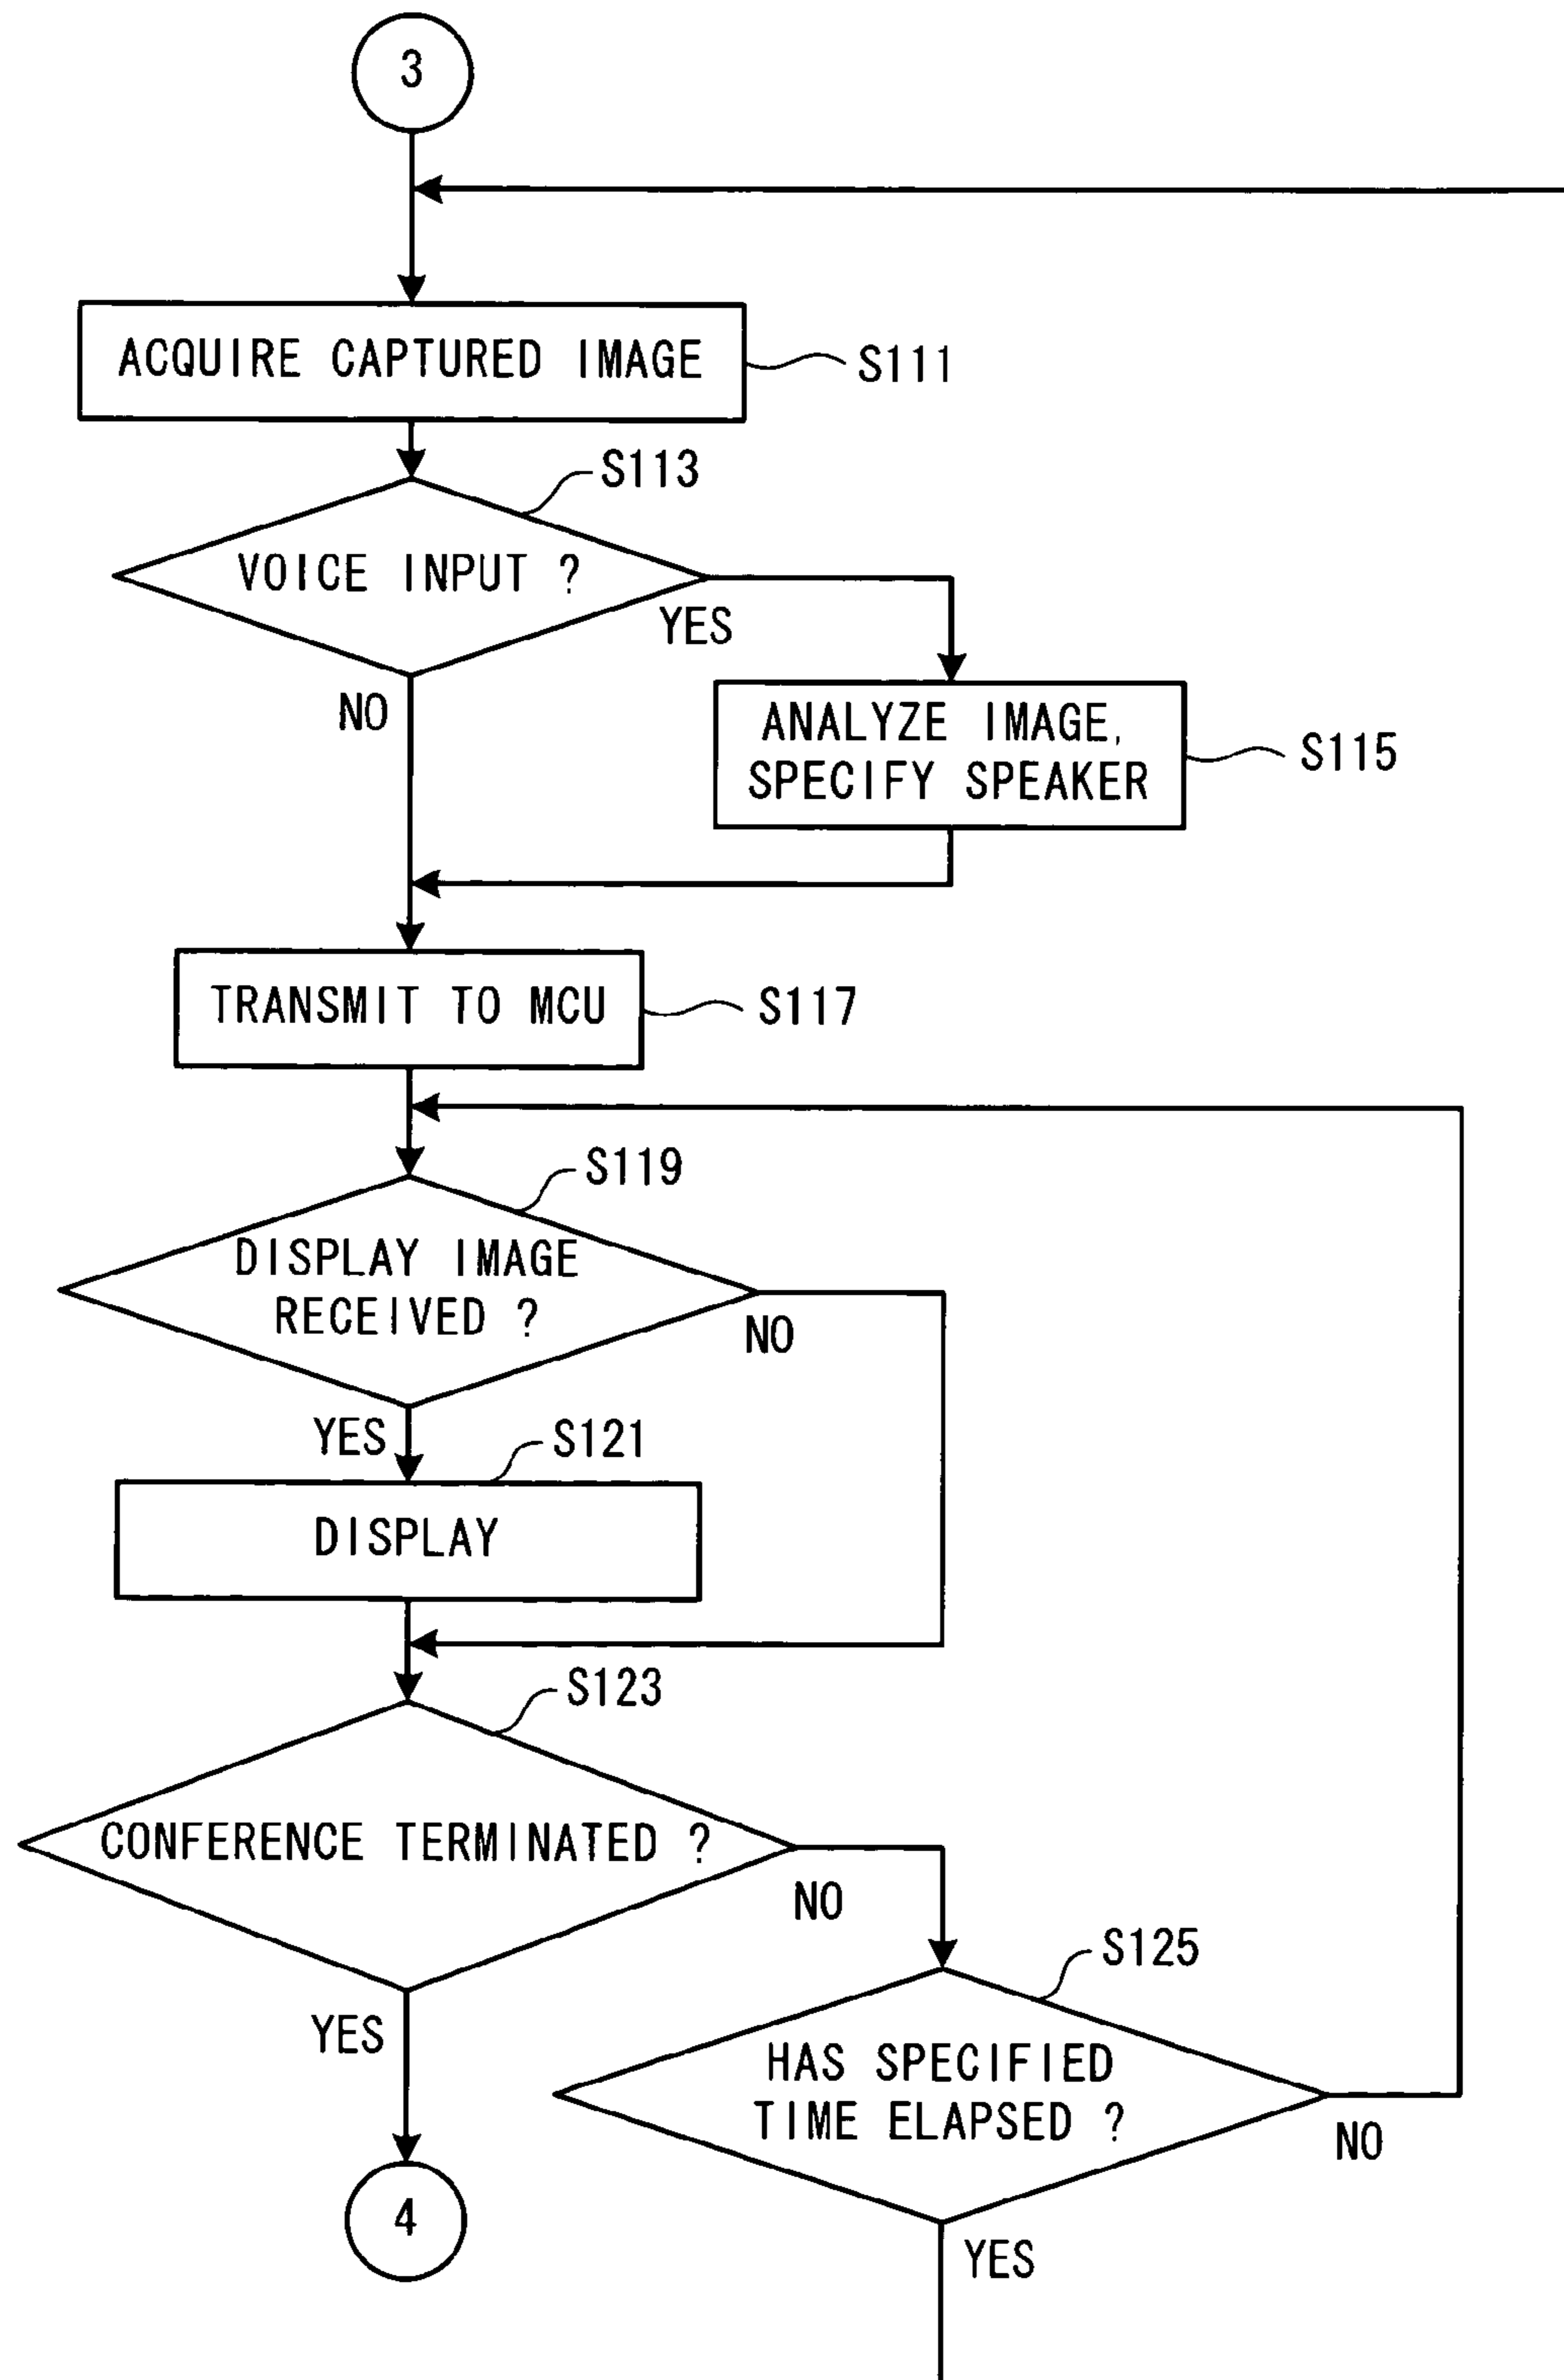 3
ACQUIRE CAPTURED IMAGE
S111
S113
VOICE INPUT ?
YES
NO
ANALYZE IMAGE,
SPECIFY SPEAKER
S115
TRANSMIT TO MCU
S117
S119
DISPLAY IMAGE
RECEIVED ?
NO
YES
S121
DISPLAY
S123
CONFERENCE TERMINATED ?
NO
YES
S125
HAS SPECIFIED
TIME ELAPSED ?
NO
4
YES